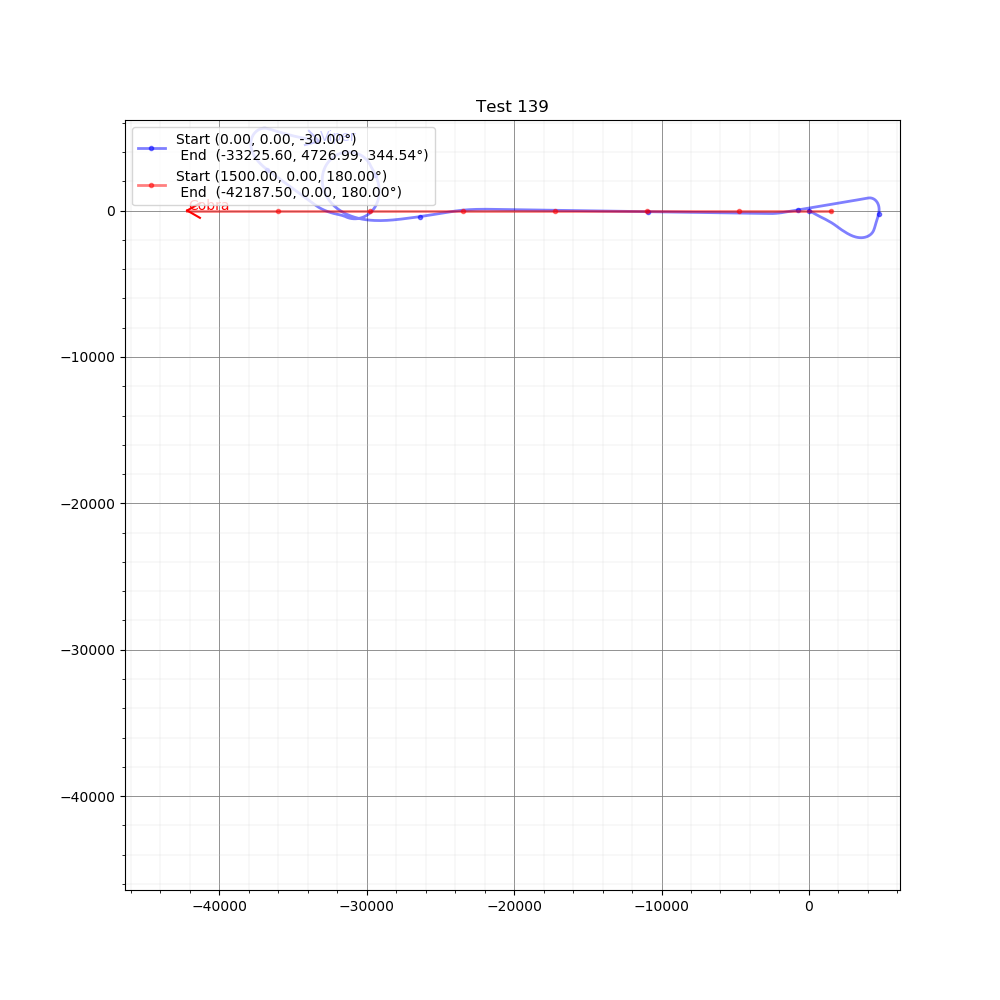 Test 139
Start (0.00, 0.00, -30.00°)
End (-33225.60, 4726.99, 344.54°)
Start (1500.00, 0.00, 180.00°)
End (-42187.50, 0.00, 180.00°)
Cobra
0
−10000
−20000
−30000
−40000
−40000 −30000 −20000 −10000 0